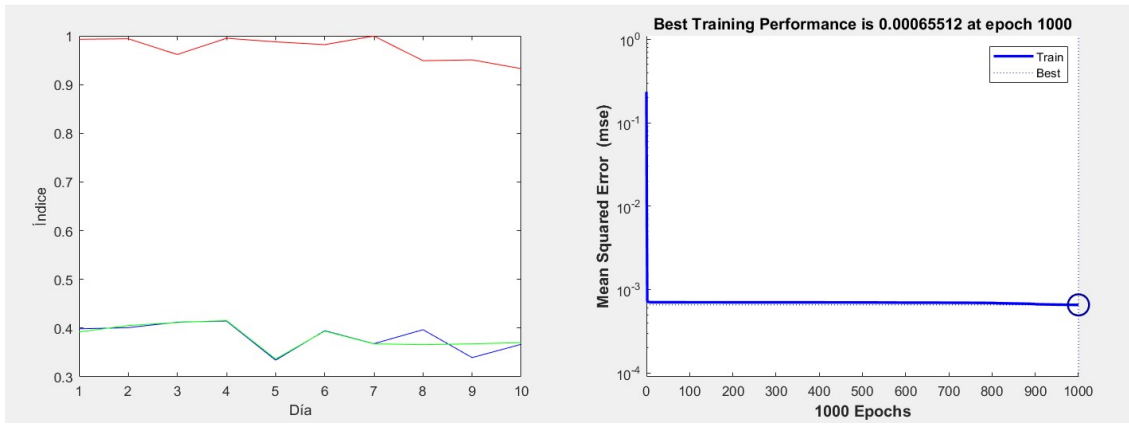 1
0.9
0.8
0.7
0.6
0.5
0.4
0.3
Índice
1 2 3 4 5 6 7 8 9 10
Día
Best Training Performance is 0.00065512 at epoch 1000
Train
Best
10^0
10^-1
10^-2
10^-3
10^-4
Mean Squared Error (mse)
0 100 200 300 400 500 600 700 800 900 1000
1000 Epochs